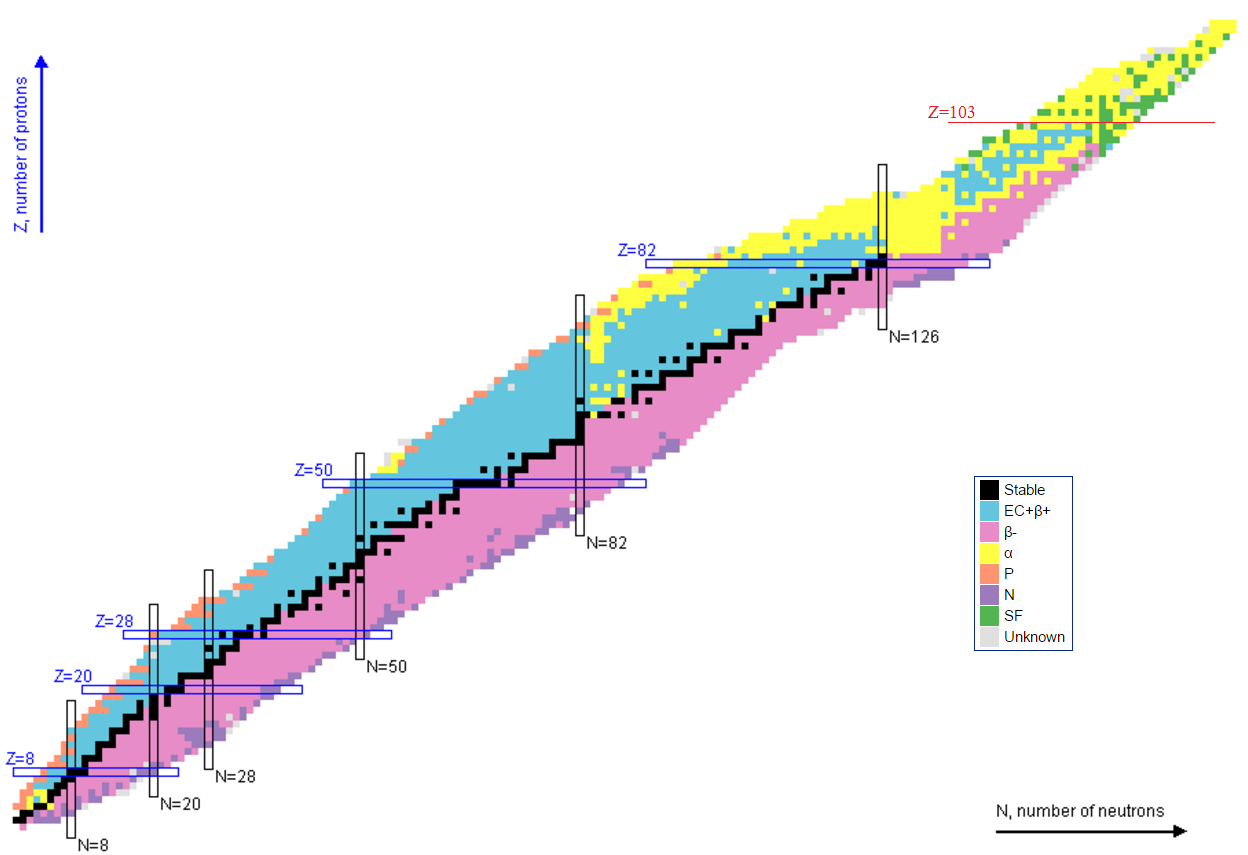 Z, number of protons
Z=103
Z=82
N=126
Z=50
N=82
Stable
EC+β+
β-
α
P
N
SF
Unknown
Z=28
N=50
Z=20
Z=8
N=28
N=20
N, number of neutrons
N=8